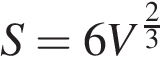 S = 6V^{\frac{2}{3}}